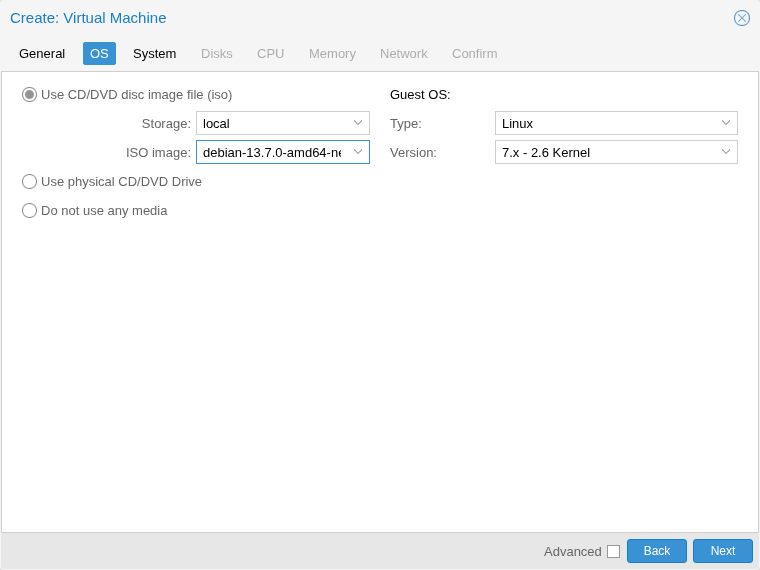 Create: Virtual Machine
General OS System Disks CPU Memory Network Confirm
Use CD/DVD disc image file (iso) Guest OS:
Storage: local Type: Linux
ISO image: debian-13.7.0-amd64-ne Version: 7.x - 2.6 Kernel
Use physical CD/DVD Drive
Do not use any media
Advanced Back Next